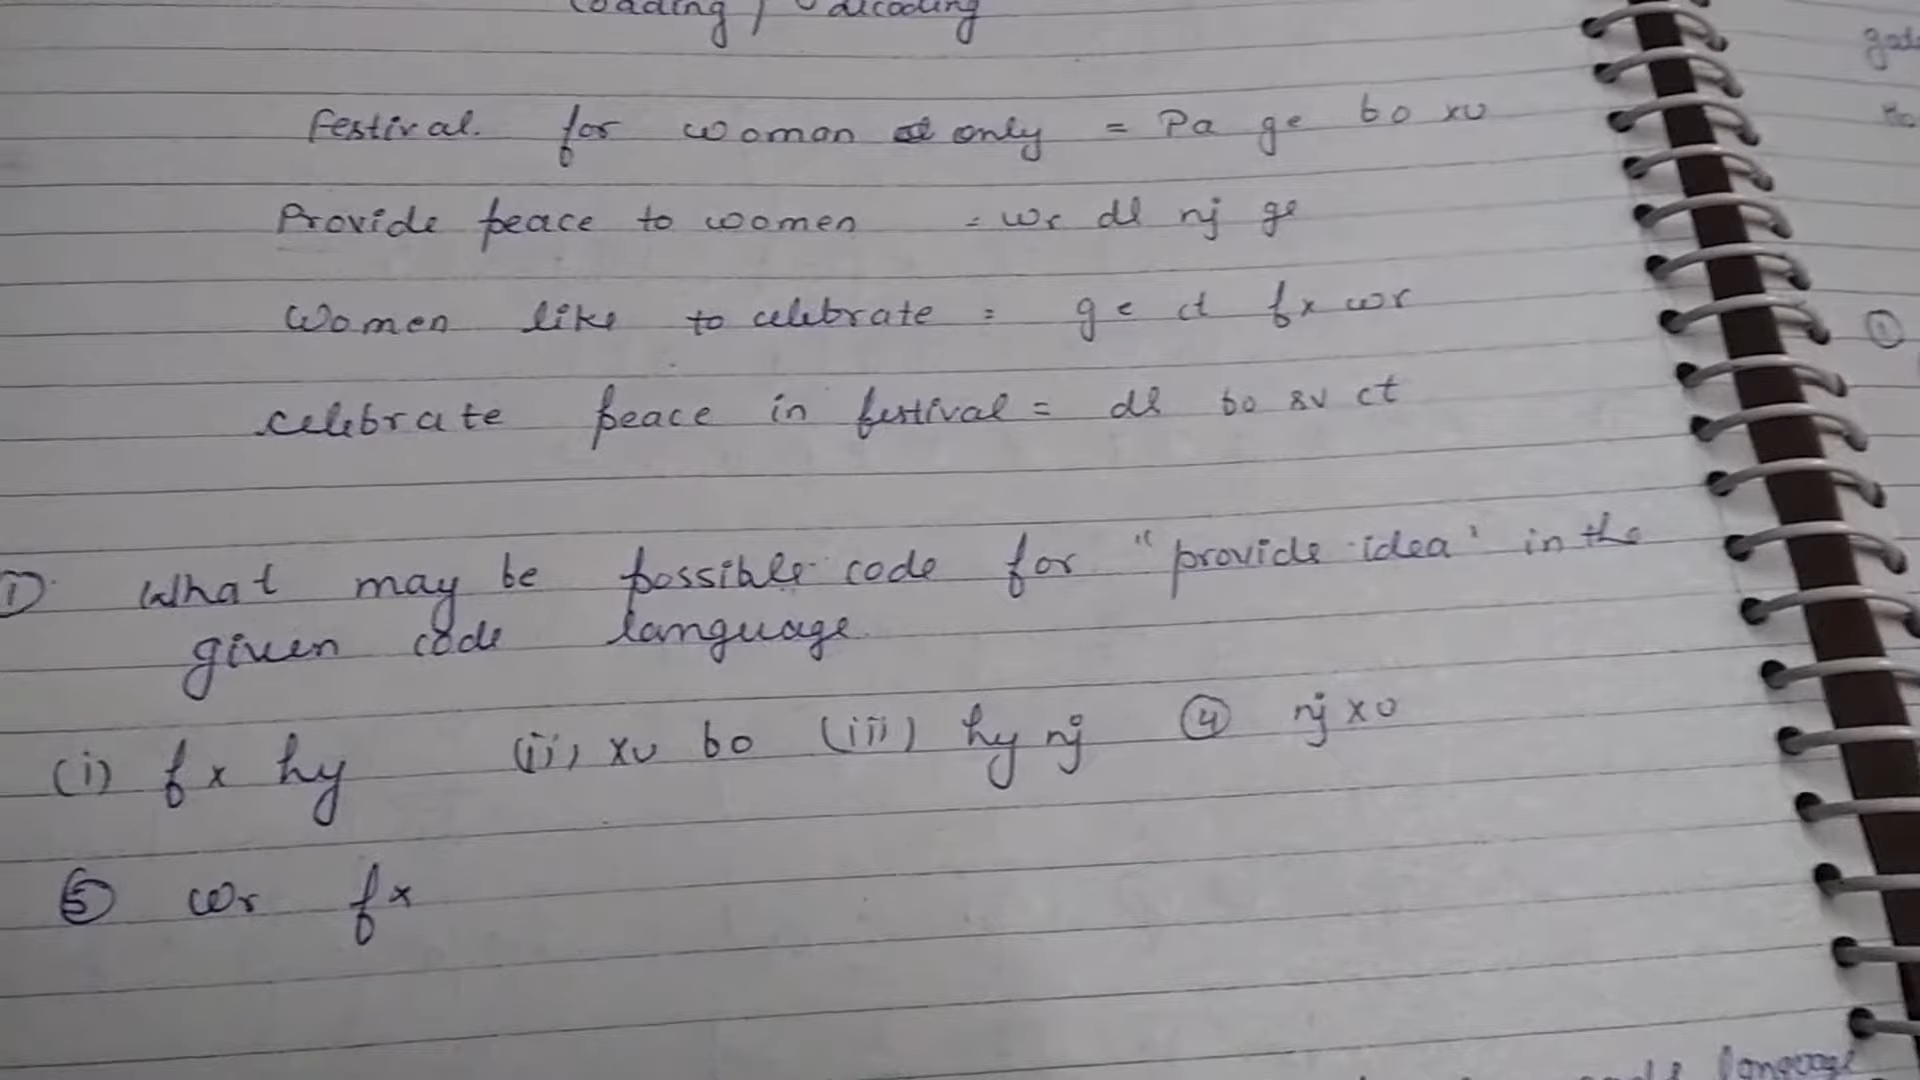 Coading / dicoding
festival. for woman only = Pa ge bo xu
Provide peace to women = wr dl nj ge
Women like to celebrate = ge ct fx wr
celebrate peace in festival = dl bo sv ct
1) What may be possible code for "provide idea" in the
given code language.
(i) fx hy (ii) xu bo (iii) hy nj (4) nj xu
(5) wr fx
language